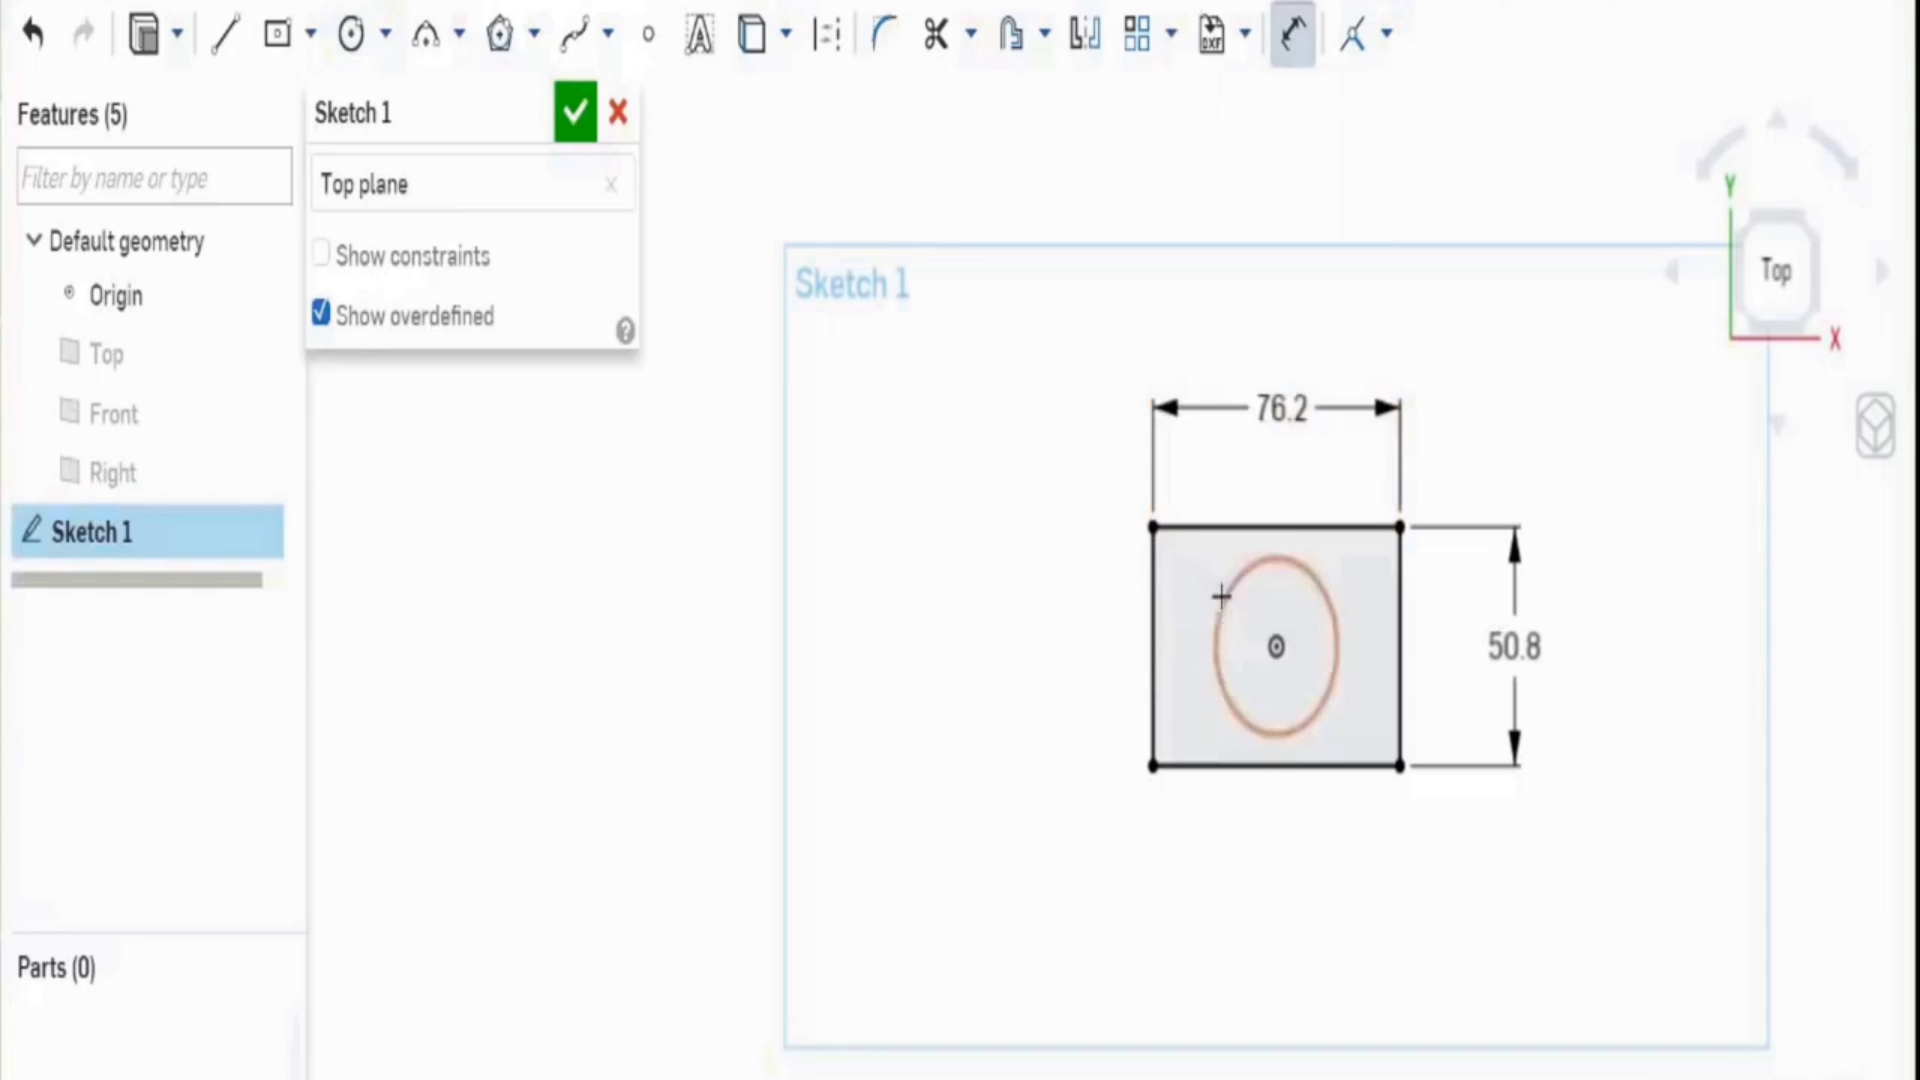 DXF
Features (5)
Sketch 1
Filter by name or type
Top plane
Default geometry
Show constraints
Origin
Show overdefined
Top
Front
Right
Sketch 1
Parts (0)
Sketch 1
76.2
50.8
Y
Top
X